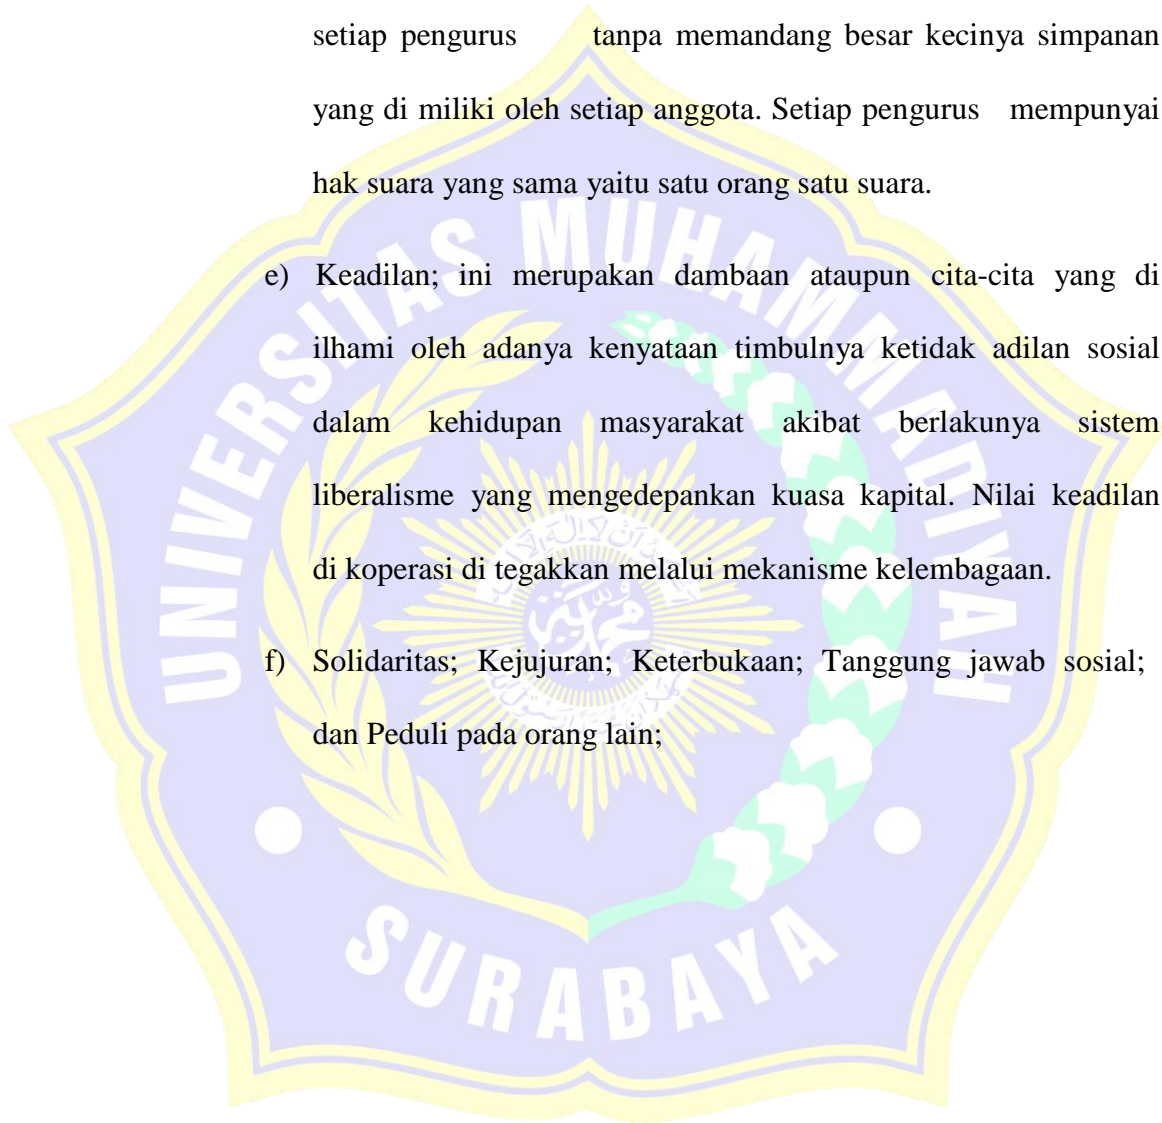 setiap pengurus tanpa memandang besar kecinya simpanan
yang di miliki oleh setiap anggota. Setiap pengurus mempunyai
hak suara yang sama yaitu satu orang satu suara.
e) Keadilan; ini merupakan dambaan ataupun cita-cita yang di
ilhami oleh adanya kenyataan timbulnya ketidak adilan sosial
dalam kehidupan masyarakat akibat berlakunya sistem
liberalisme yang mengedepankan kuasa kapital. Nilai keadilan
di koperasi di tegakkan melalui mekanisme kelembagaan.
f) Solidaritas; Kejujuran; Keterbukaan; Tanggung jawab sosial;
dan Peduli pada orang lain;
UNIVERSITAS MUHAMMADIYAH
SURABAYA